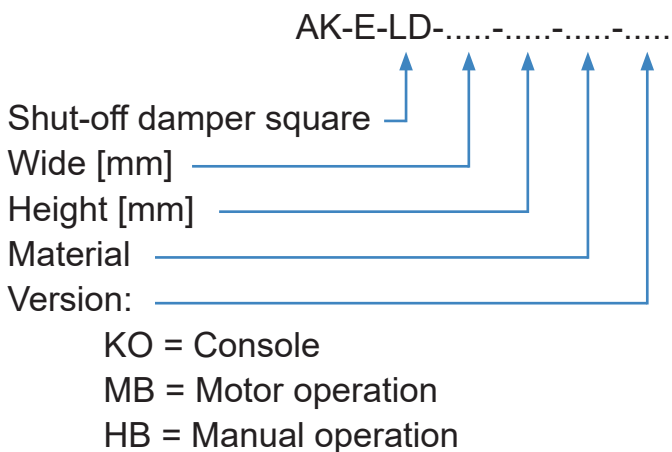 AK-E-LD-.....-.....-.....-.....
Shut-off damper square
Wide [mm]
Height [mm]
Material
Version:
KO = Console
MB = Motor operation
HB = Manual operation